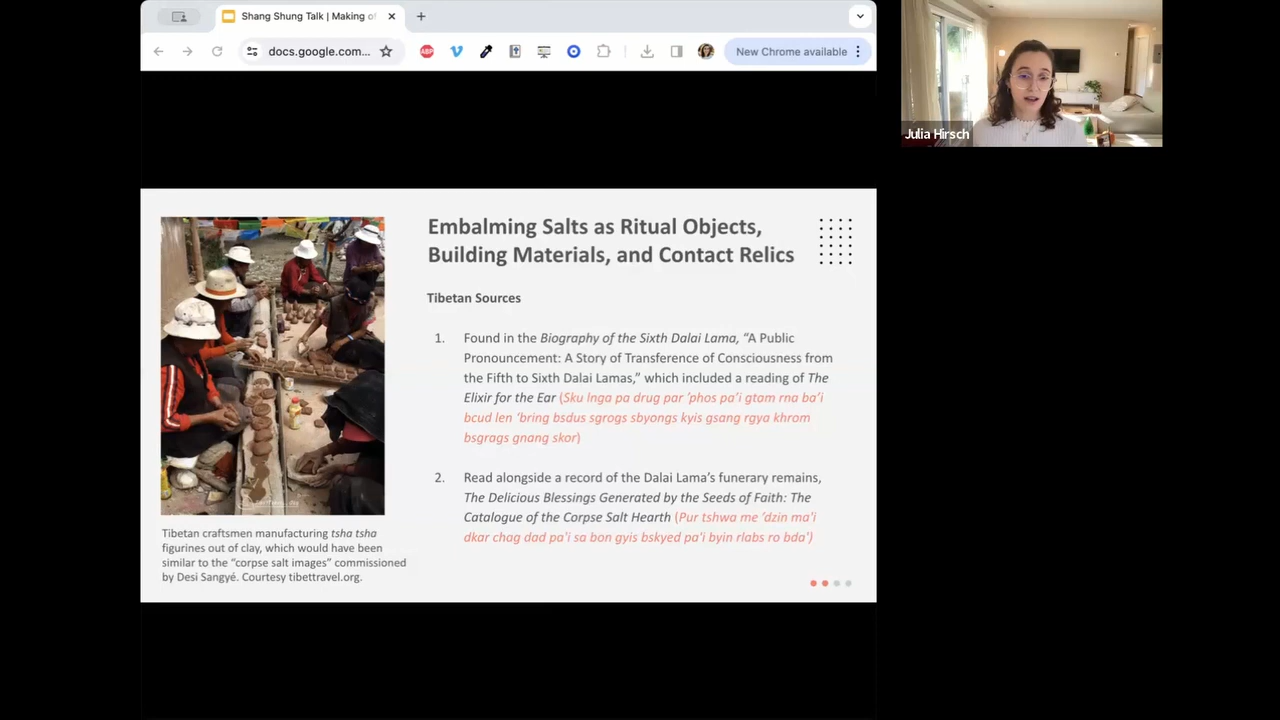 Shang Shung Talk | Making of
docs.google.com...
ABP
New Chrome available
Julia Hirsch
Embalming Salts as Ritual Objects,
Building Materials, and Contact Relics
Tibetan Sources
1. Found in the Biography of the Sixth Dalai Lama, “A Public
Pronouncement: A Story of Transference of Consciousness from
the Fifth to Sixth Dalai Lamas,” which included a reading of The
Elixir for the Ear (Sku lnga pa drug par ’phos pa’i gtam rna ba’i
bcud len ‘bring bsdus sgrogs sbyongs kyis gsang rgya khrom
bsgrags gnang skor)
2. Read alongside a record of the Dalai Lama’s funerary remains,
The Delicious Blessings Generated by the Seeds of Faith: The
Catalogue of the Corpse Salt Hearth (Pur tshwa me ’dzin ma’i
dkar chag dad pa’i sa bon gyis bskyed pa'i byin rlabs ro bda')
Tibetan craftsmen manufacturing tsha tsha
figurines out of clay, which would have been
similar to the “corpse salt images” commissioned
by Desi Sangyé. Courtesy tibettravel.org.